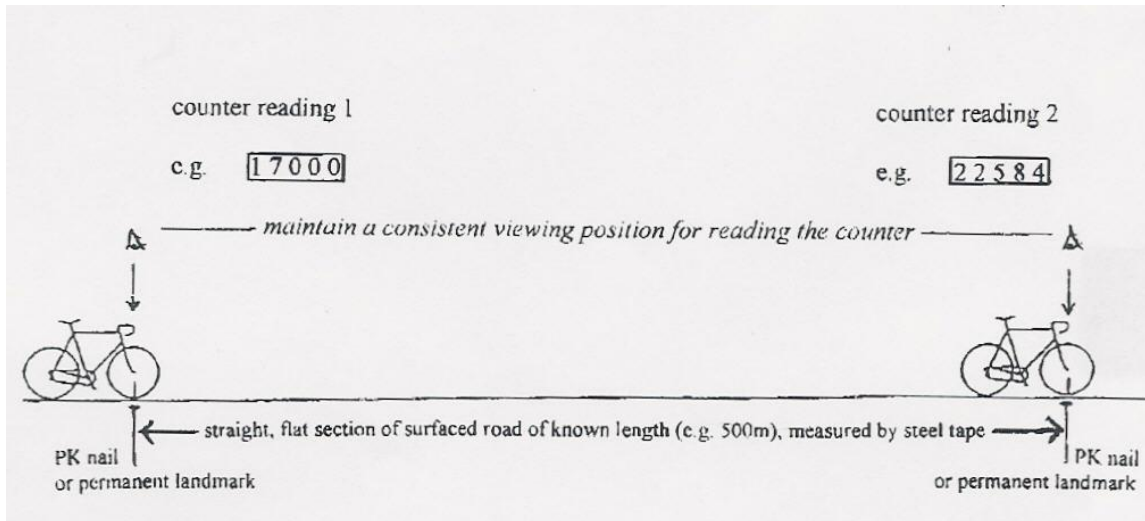 counter reading 1
counter reading 2
e.g. 17000
e.g. 22584
maintain a consistent viewing position for reading the counter
straight, flat section of surfaced road of known length (e.g. 500m), measured by steel tape
PK nail
or permanent landmark
PK nail
or permanent landmark